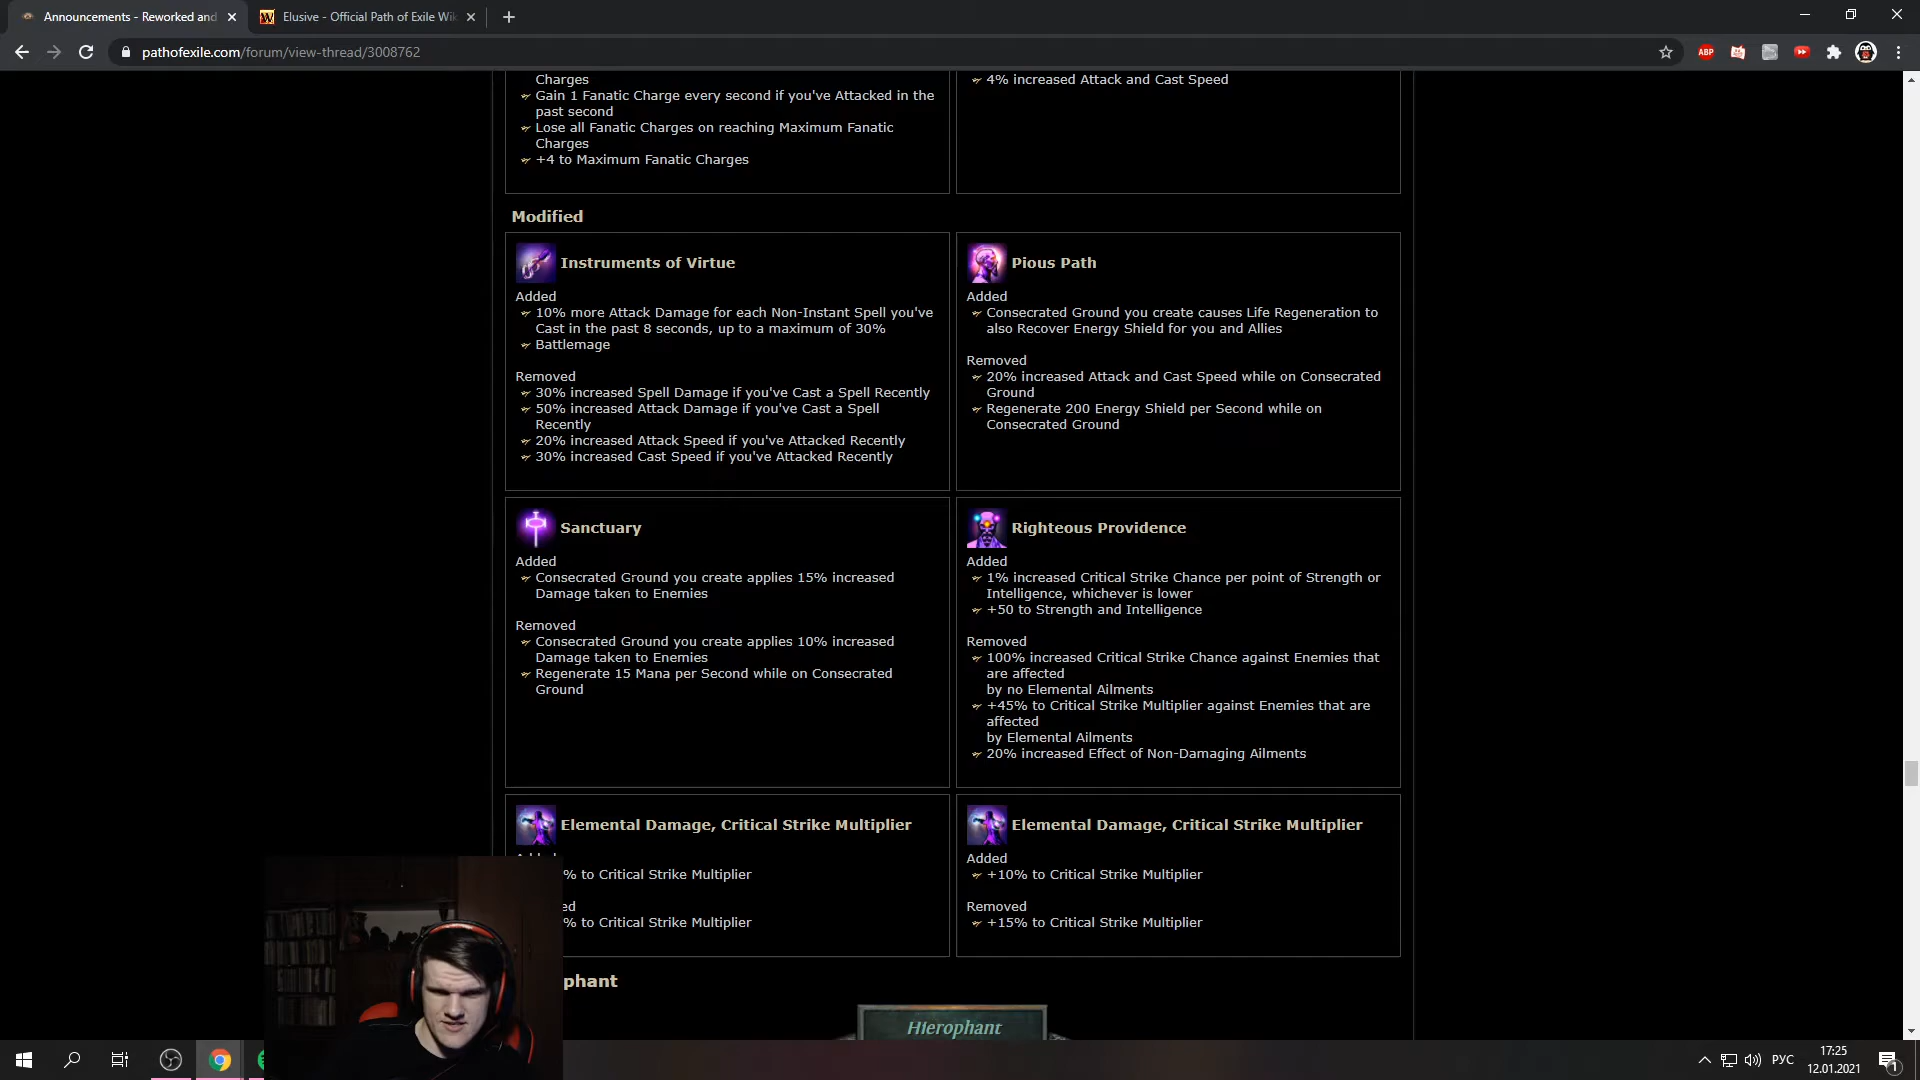 Announcements - Reworked and
Elusive - Official Path of Exile Wik
pathofexile.com/forum/view-thread/3008762
ABP
Charges
Gain 1 Fanatic Charge every second if you've Attacked in the
past second
Lose all Fanatic Charges on reaching Maximum Fanatic
Charges
+4 to Maximum Fanatic Charges
4% increased Attack and Cast Speed
Modified
Instruments of Virtue
Added
10% more Attack Damage for each Non-Instant Spell you've
Cast in the past 8 seconds, up to a maximum of 30%
Battlemage
Removed
30% increased Spell Damage if you've Cast a Spell Recently
50% increased Attack Damage if you've Cast a Spell
Recently
20% increased Attack Speed if you've Attacked Recently
30% increased Cast Speed if you've Attacked Recently
Pious Path
Added
Consecrated Ground you create causes Life Regeneration to
also Recover Energy Shield for you and Allies
Removed
20% increased Attack and Cast Speed while on Consecrated
Ground
Regenerate 200 Energy Shield per Second while on
Consecrated Ground
Sanctuary
Added
Consecrated Ground you create applies 15% increased
Damage taken to Enemies
Removed
Consecrated Ground you create applies 10% increased
Damage taken to Enemies
Regenerate 15 Mana per Second while on Consecrated
Ground
Righteous Providence
Added
1% increased Critical Strike Chance per point of Strength or
Intelligence, whichever is lower
+50 to Strength and Intelligence
Removed
100% increased Critical Strike Chance against Enemies that
are affected
by no Elemental Ailments
+45% to Critical Strike Multiplier against Enemies that are
affected
by Elemental Ailments
20% increased Effect of Non-Damaging Ailments
Elemental Damage, Critical Strike Multiplier
% to Critical Strike Multiplier
ed
% to Critical Strike Multiplier
Elemental Damage, Critical Strike Multiplier
Added
+10% to Critical Strike Multiplier
Removed
+15% to Critical Strike Multiplier
phant
Hierophant
РУС
17:25
12.01.2021
1